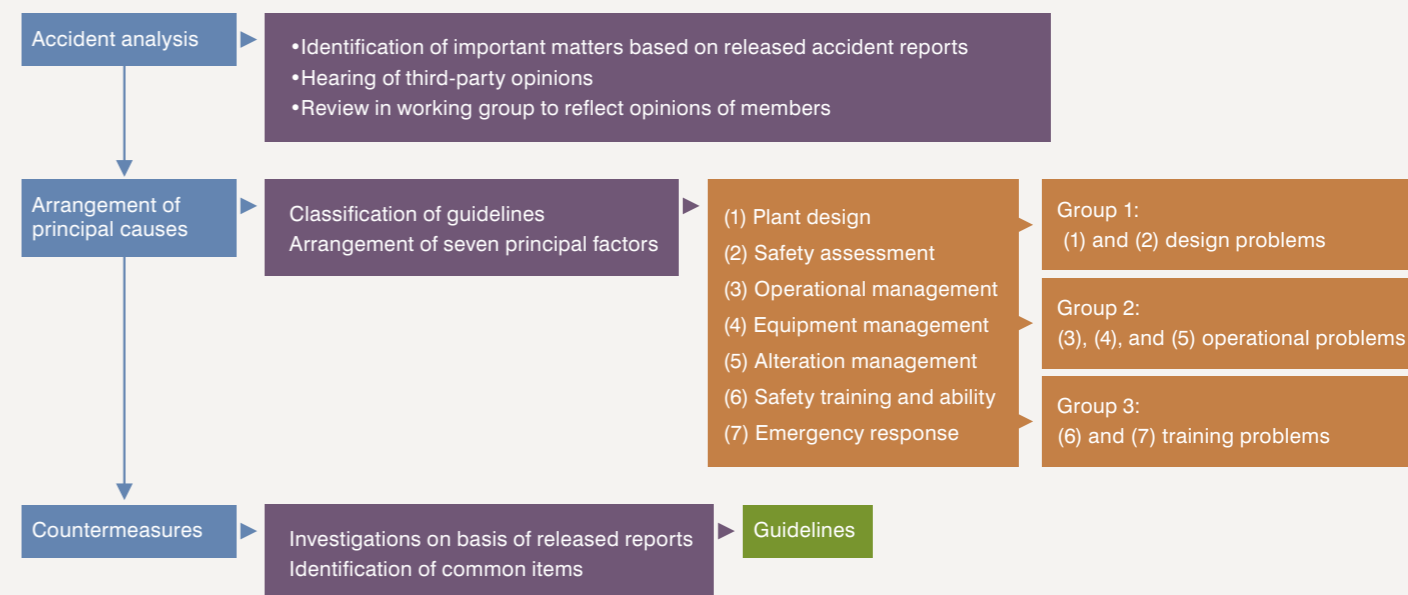 Accident analysis
•Identification of important matters based on released accident reports
•Hearing of third-party opinions
•Review in working group to reflect opinions of members
Arrangement of
principal causes
Classification of guidelines
Arrangement of seven principal factors
(1) Plant design
(2) Safety assessment
(3) Operational management
(4) Equipment management
(5) Alteration management
(6) Safety training and ability
(7) Emergency response
Group 1:
(1) and (2) design problems
Group 2:
(3), (4), and (5) operational problems
Group 3:
(6) and (7) training problems
Countermeasures
Investigations on basis of released reports
Identification of common items
Guidelines